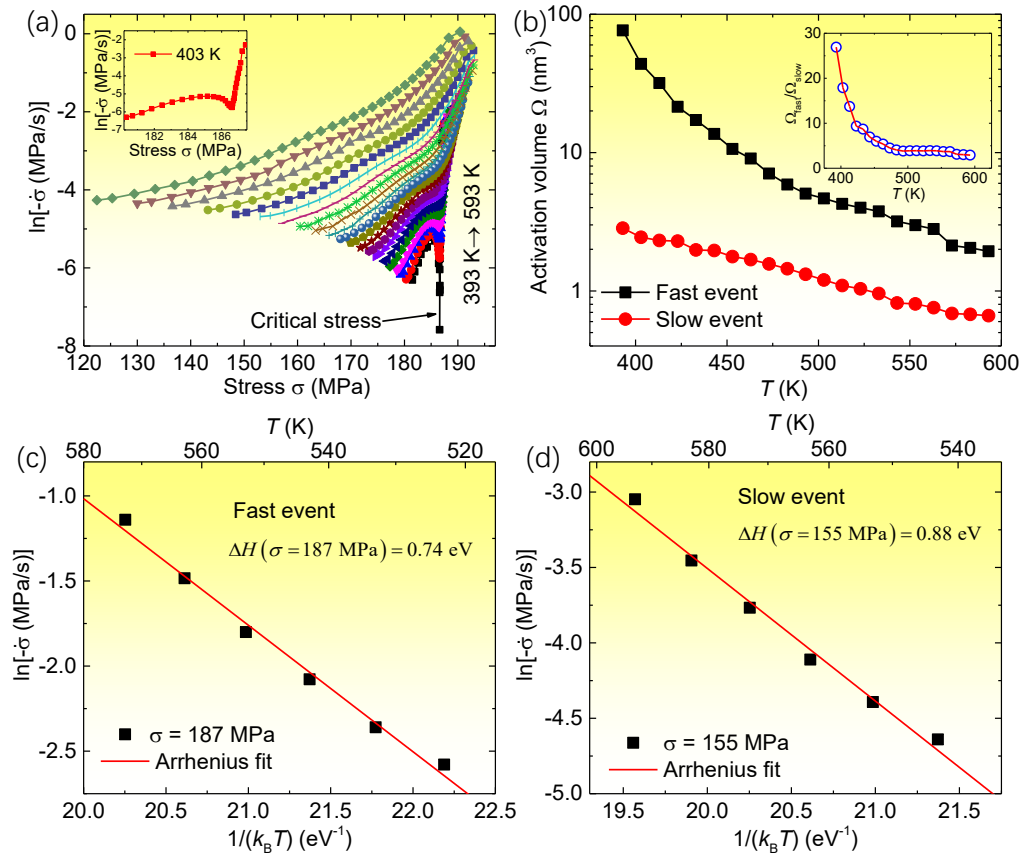 (a)
0
-2
-4
-6
-8
ln[-σ̇ (MPa/s)]
120 130 140 150 160 170 180 190
Stress σ (MPa)
393 K→ 593 K
Critical stress
403 K
-2
-3
-4
-5
-6
-7
ln[-σ̇ (MPa/s)]
182 184 186
Stress σ (MPa)
(b)
100
10
1
Activation volume Ω (nm³)
400 450 500 550 600
T (K)
Fast event
Slow event
30
20
10
0
Ωfast/Ωslow
400 500 600
T (K)
(c)
T (K)
580 560 540 520
Fast event
ΔH(σ=187 MPa)=0.74 eV
-1.0
-1.5
-2.0
-2.5
ln[-σ̇ (MPa/s)]
σ = 187 MPa
Arrhenius fit
20.0 20.5 21.0 21.5 22.0 22.5
1/(kBT) (eV⁻¹)
(d)
T (K)
600 580 560 540
Slow event
ΔH(σ=155 MPa)=0.88 eV
-3.0
-3.5
-4.0
-4.5
-5.0
ln[-σ̇ (MPa/s)]
σ = 155 MPa
Arrhenius fit
19.5 20.0 20.5 21.0 21.5
1/(kBT) (eV⁻¹)